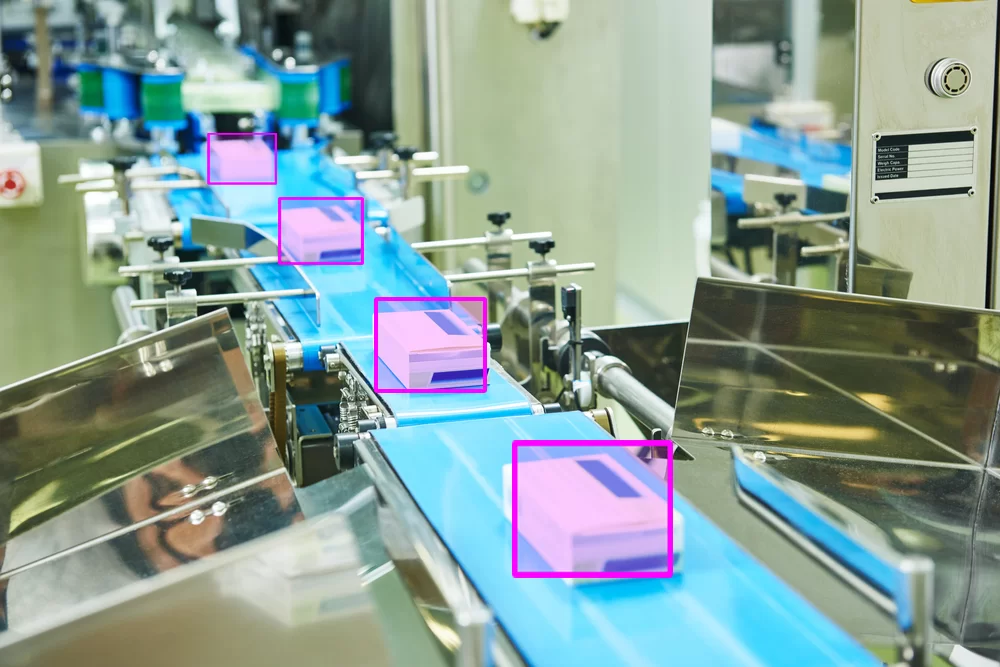 Model Code
Serial No
Weigh Capa.
Electric Power
Issued Date